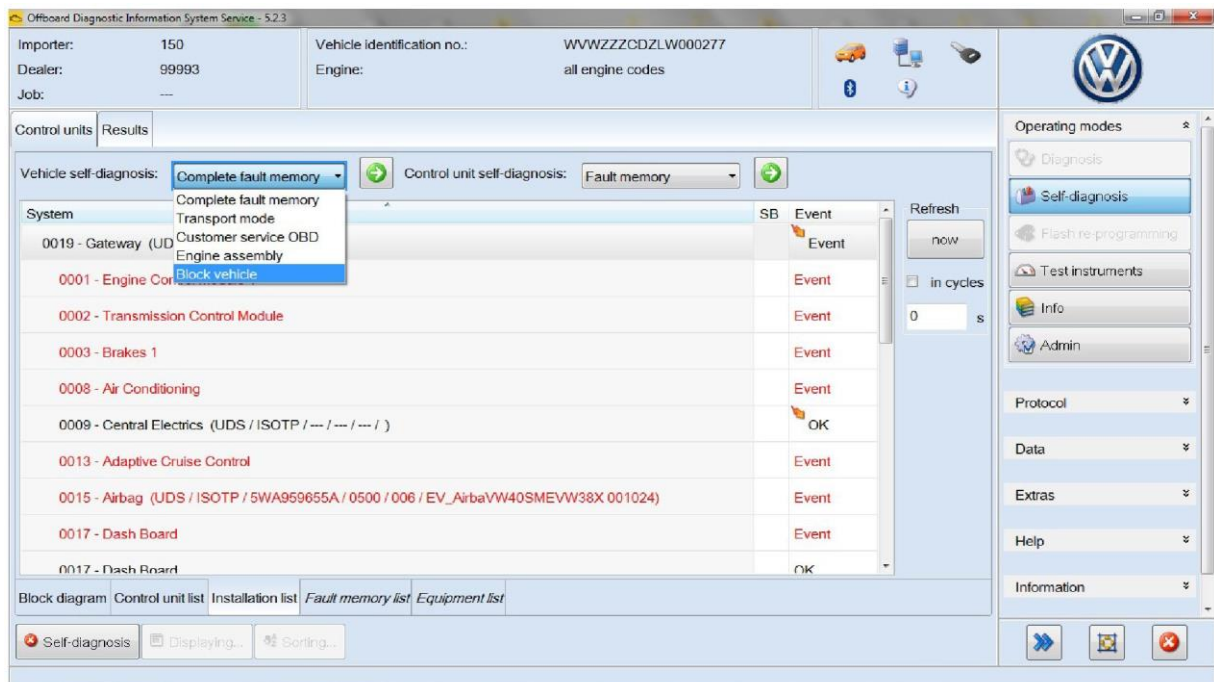 Offboard Diagnostic Information System Service - 5.2.3
Importer: 150
Dealer: 99993
Job: ---
Vehicle identification no.: WVWZZZCDZLW000277
Engine: all engine codes
Control units Results
Vehicle self-diagnosis: Complete fault memory Control unit self-diagnosis: Fault memory
Complete fault memory
Transport mode
Customer service OBD
Engine assembly
Block vehicle
System SB Event
0019 - Gateway (UD Event
0001 - Engine Con Event
0002 - Transmission Control Module Event
0003 - Brakes 1 Event
0008 - Air Conditioning Event
0009 - Central Electrics (UDS / ISOTP / --- / --- / --- / ) OK
0013 - Adaptive Cruise Control Event
0015 - Airbag (UDS / ISOTP / 5WA959655A / 0500 / 006 / EV_AirbaVW40SMEVW38X 001024) Event
0017 - Dash Board Event
0017 - Dash Board OK
Refresh
now
in cycles
0 s
Block diagram Control unit list Installation list Fault memory list Equipment list
Self-diagnosis Displaying... Sorting...
Operating modes
Diagnosis
Self-diagnosis
Flash re-programming
Test instruments
Info
Admin
Protocol
Data
Extras
Help
Information